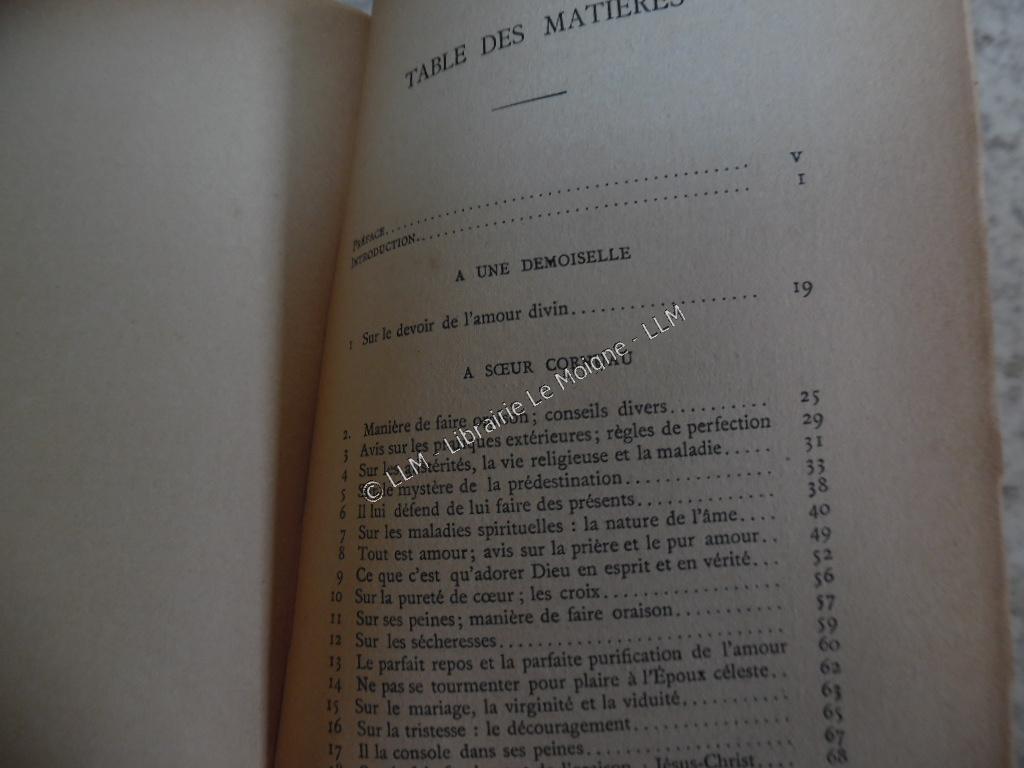 TABLE DES MATIÈRES
PRÉFACE........................................ V
INTRODUCTION........................................ I
A UNE DEMOISELLE
1 Sur le devoir de l'amour divin.................... 19
A SŒUR CORNUAU
2. Manière de faire oraison ; conseils divers.......... 25
3 Avis sur les pratiques extérieures ; règles de perfection 29
4 Sur les austérités, la vie religieuse et la maladie..... 31
5 Sur le mystère de la prédestination............... 33
6 Il lui défend de lui faire des présents.............. 38
7 Sur les maladies spirituelles : la nature de l'âme.... 40
8 Tout est amour ; avis sur la prière et le pur amour.. 49
9 Ce que c'est qu'adorer Dieu en esprit et en vérité... 52
10 Sur la pureté de cœur ; les croix.................. 56
11 Sur ses peines ; manière de faire oraison........... 57
12 Sur les sécheresses............................ 59
13 Le parfait repos et la parfaite purification de l'amour 60
14 Ne pas se tourmenter pour plaire à l'Époux céleste.. 62
15 Sur le mariage, la virginité et la viduité........... 63
16 Sur la tristesse : le découragement................ 65
17 Il la console dans ses peines..................... 67
18 de l'oraison : Jésus-Christ..... 68
© LLM - Librairie Le Moigne - LLM